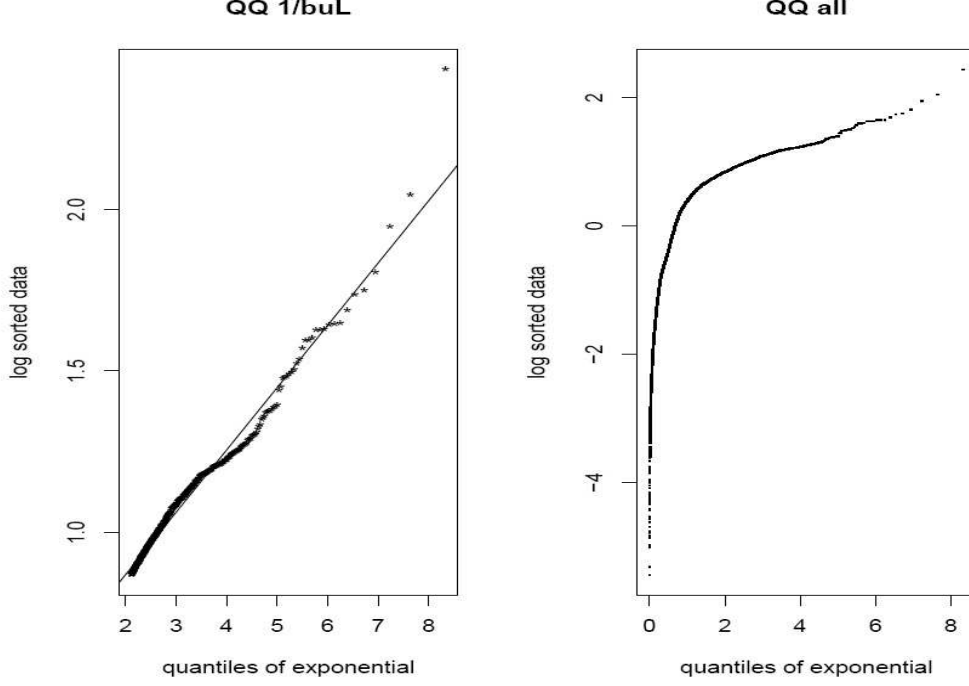 QQ 1/buL
QQ all
log sorted data
2.0
1.5
1.0
2 3 4 5 6 7 8
quantiles of exponential
log sorted data
2
0
−2
−4
0 2 4 6 8
quantiles of exponential